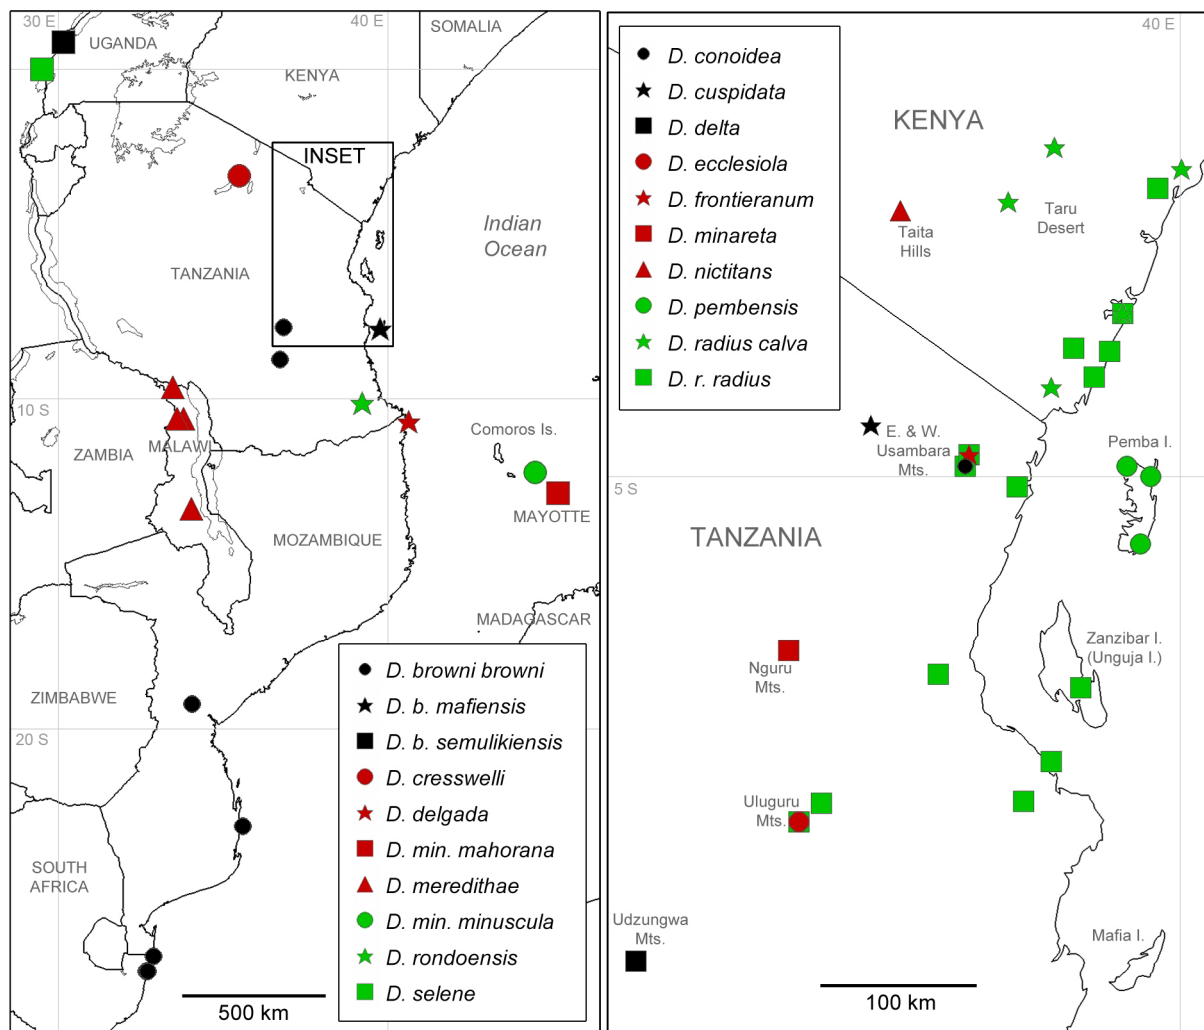 30 E
40 E
SOMALIA
UGANDA
KENYA
INSET
Indian
Ocean
TANZANIA
10 S
Comoros Is.
ZAMBIA
MALAWI
MAYOTTE
MOZAMBIQUE
MADAGASCAR
ZIMBABWE
20 S
SOUTH
AFRICA
D. browni browni
D. b. mafiensis
D. b. semulikiensis
D. cresswelli
D. delgada
D. min. mahorana
D. meredithae
D. min. minuscula
D. rondoensis
D. selene
500 km
40 E
D. conoidea
D. cuspidata
D. delta
D. ecclesiola
D. frontieranum
D. minareta
D. nictitans
D. pembensis
D. radius calva
D. r. radius
KENYA
Taita
Hills
Taru
Desert
E. & W.
Usambara
Mts.
Pemba I.
5 S
TANZANIA
Nguru
Mts.
Zanzibar I.
(Unguja I.)
Uluguru
Mts.
Udzungwa
Mts.
Mafia I.
100 km